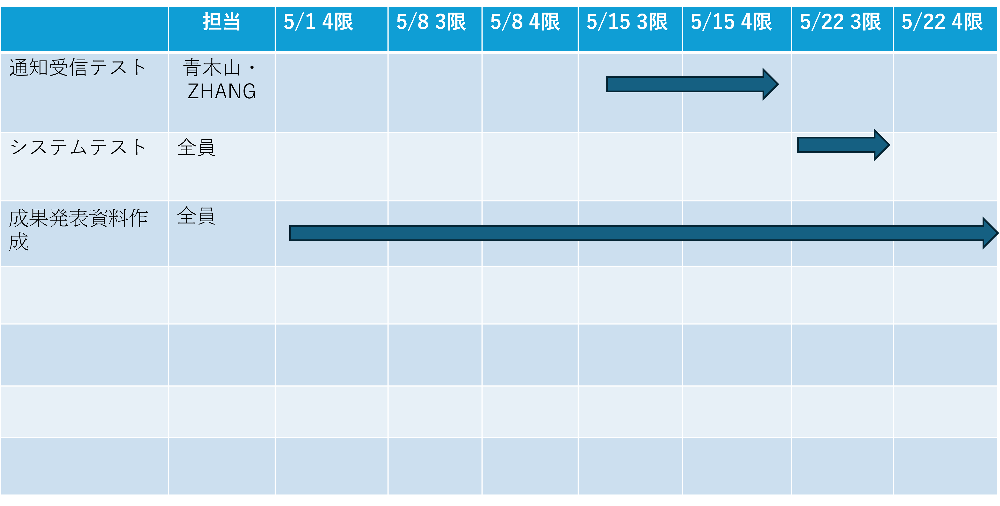 担当 5/1 4限 5/8 3限 5/8 4限 5/15 3限 5/15 4限 5/22 3限 5/22 4限
通知受信テスト
青木山・
ZHANG
システムテスト 全員
成果発表資料作
成
全員